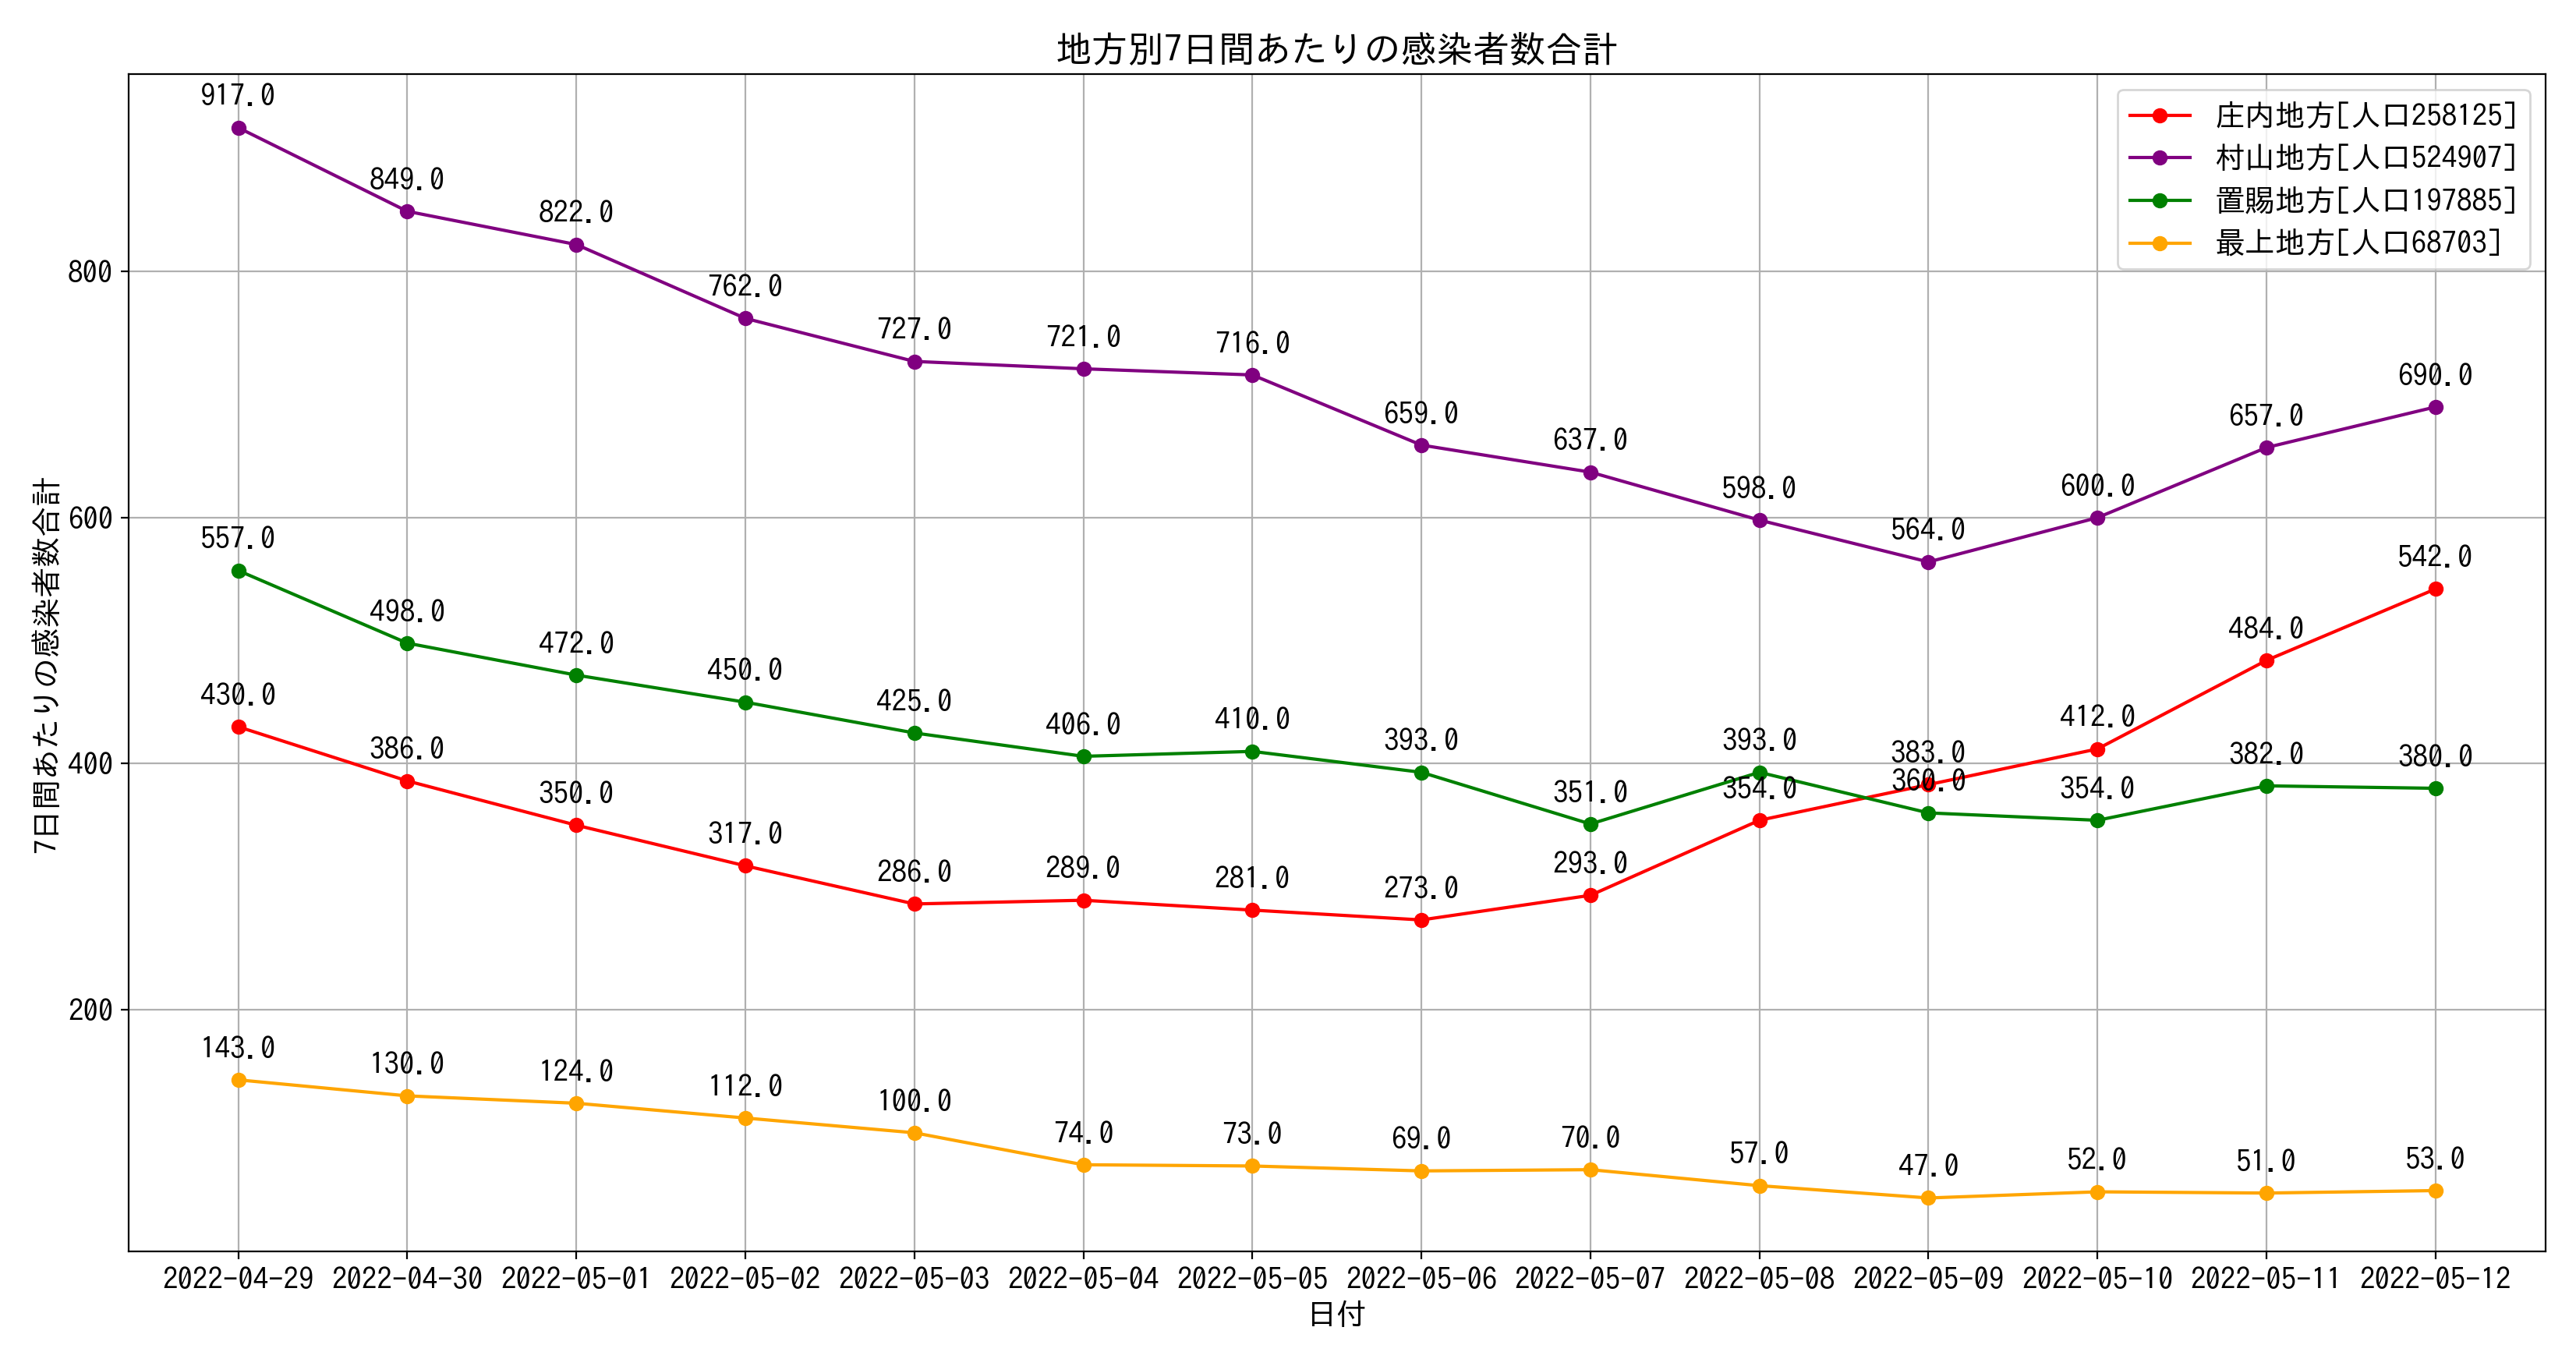 地方別7日間あたりの感染者数合計
庄内地方[人口258125]
村山地方[人口524907]
置賜地方[人口197885]
最上地方[人口68703]
7日間あたりの感染者数合計
800
600
400
200
917.0 849.0 822.0 762.0 727.0 721.0 716.0 659.0 637.0 598.0 564.0 600.0 657.0 690.0
557.0 498.0 472.0 450.0 425.0 406.0 410.0 393.0 351.0 393.0 360.0 354.0 382.0 380.0
430.0 386.0 350.0 317.0 286.0 289.0 281.0 273.0 293.0 354.0 383.0 412.0 484.0 542.0
143.0 130.0 124.0 112.0 100.0 74.0 73.0 69.0 70.0 57.0 47.0 52.0 51.0 53.0
2022-04-29 2022-04-30 2022-05-01 2022-05-02 2022-05-03 2022-05-04 2022-05-05 2022-05-06 2022-05-07 2022-05-08 2022-05-09 2022-05-10 2022-05-11 2022-05-12
日付